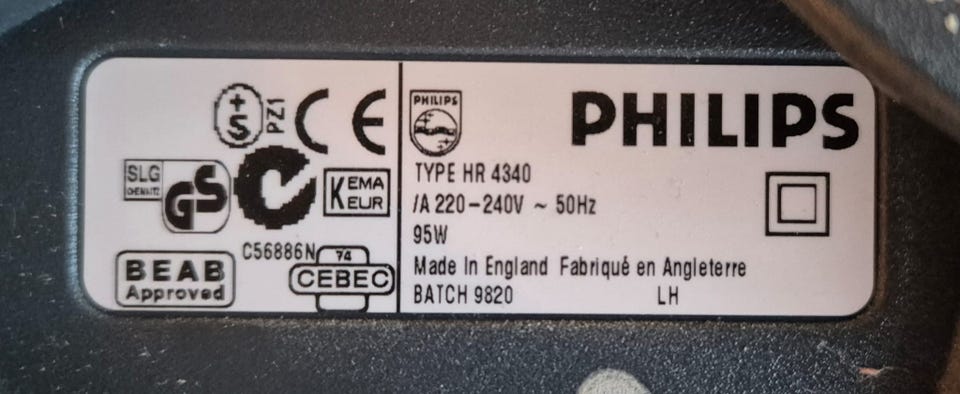 +
S
PZ1
CE
SLG
CHEMNITZ
GS
KEMA
KEUR
C56886N
BEAB
Approved
74
CEBEC
PHILIPS
PHILIPS
TYPE HR 4340
/A 220-240V ~ 50Hz
95W
Made In England Fabriqué en Angleterre
BATCH 9820 LH